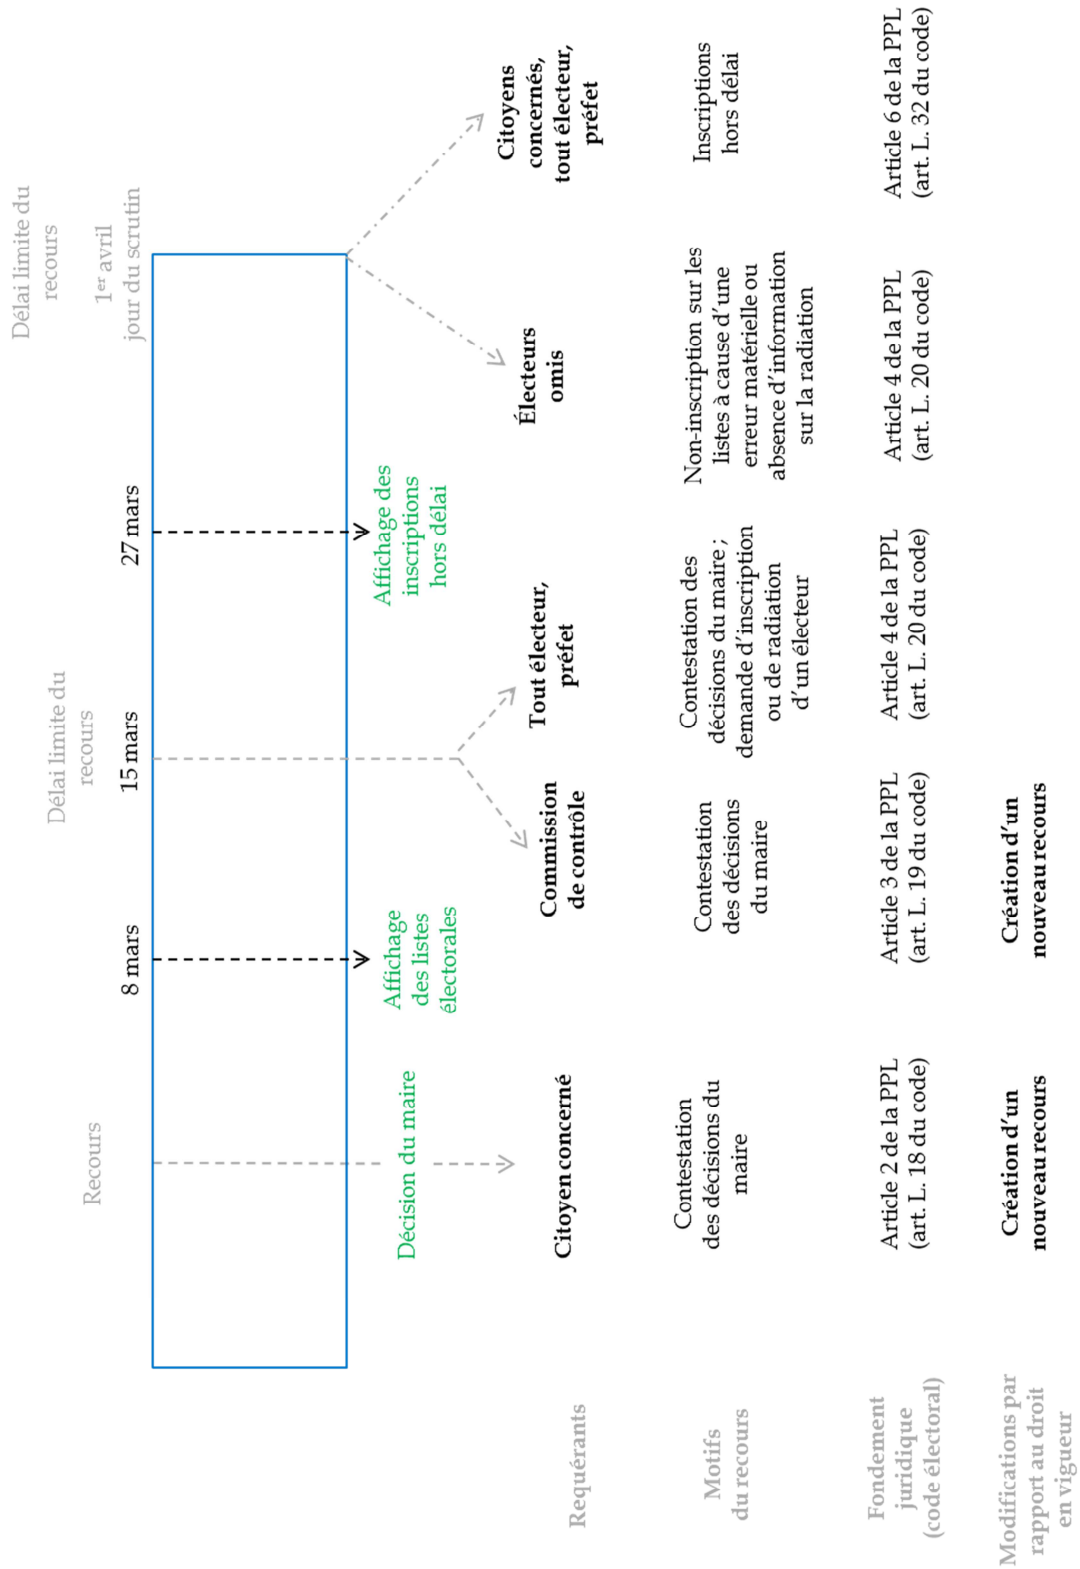 Délai limite du
recours
Délai limite du
recours
Recours
1er avril
jour du scrutin
8 mars
15 mars
27 mars
Décision du maire
Affichage
des listes
électorales
Affichage des
inscriptions
hors délai
Requérants
Citoyen concerné
Commission
de contrôle
Tout électeur,
préfet
Électeurs
omis
Citoyens
concernés,
tout électeur,
préfet
Motifs
du recours
Contestation
des décisions du
maire
Contestation
des décisions
du maire
Contestation des
décisions du maire ;
demande d’inscription
ou de radiation
d’un électeur
Non-inscription sur les
listes à cause d’une
erreur matérielle ou
absence d’information
sur la radiation
Inscriptions
hors délai
Fondement
juridique
(code électoral)
Article 2 de la PPL
(art. L. 18 du code)
Article 3 de la PPL
(art. L. 19 du code)
Article 4 de la PPL
(art. L. 20 du code)
Article 4 de la PPL
(art. L. 20 du code)
Article 6 de la PPL
(art. L. 32 du code)
Modifications par
rapport au droit
en vigueur
Création d’un
nouveau recours
Création d’un
nouveau recours